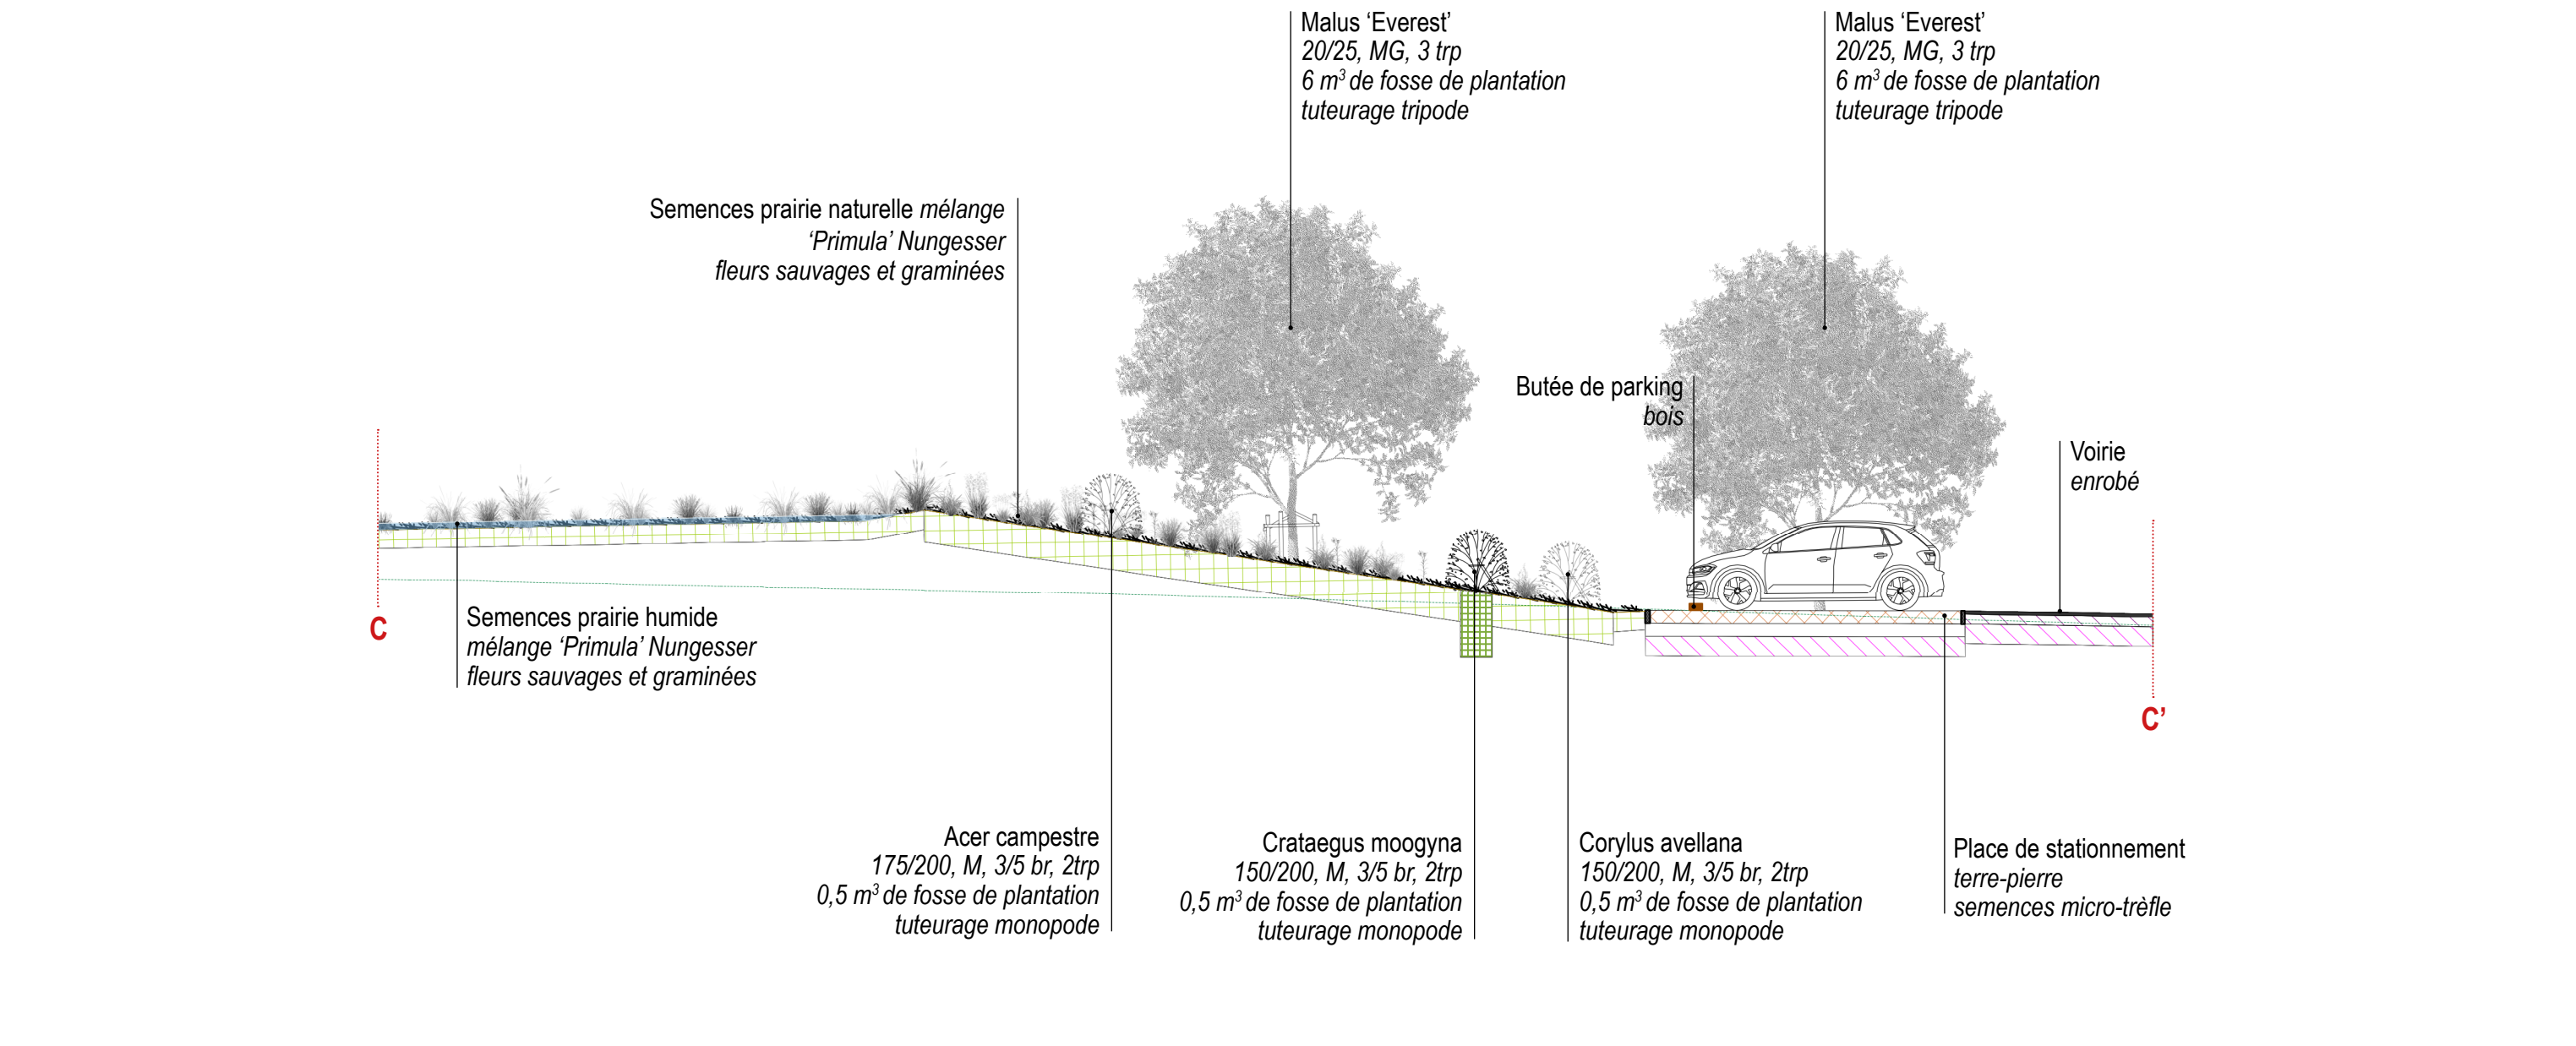 Malus ‘Everest’
20/25, MG, 3 trp
6 m³ de fosse de plantation
tuteurage tripode
Malus ‘Everest’
20/25, MG, 3 trp
6 m³ de fosse de plantation
tuteurage tripode
Semences prairie naturelle mélange
‘Primula’ Nungesser
fleurs sauvages et graminées
Butée de parking
bois
Voirie
enrobé
C
Semences prairie humide
mélange ‘Primula’ Nungesser
fleurs sauvages et graminées
C’
Acer campestre
175/200, M, 3/5 br, 2trp
0,5 m³ de fosse de plantation
tuteurage monopode
Crataegus moogyna
150/200, M, 3/5 br, 2trp
0,5 m³ de fosse de plantation
tuteurage monopode
Corylus avellana
150/200, M, 3/5 br, 2trp
0,5 m³ de fosse de plantation
tuteurage monopode
Place de stationnement
terre-pierre
semences micro-trèfle